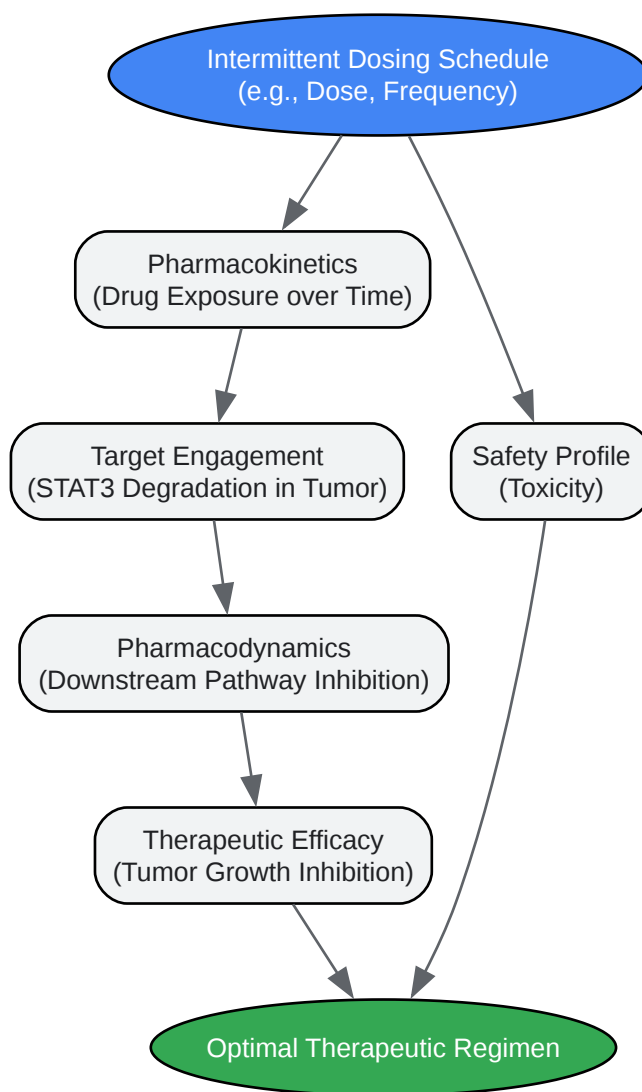 Intermittent Dosing Schedule
(e.g., Dose, Frequency)
Pharmacokinetics
(Drug Exposure over Time)
Target Engagement
(STAT3 Degradation in Tumor)
Safety Profile
(Toxicity)
Pharmacodynamics
(Downstream Pathway Inhibition)
Therapeutic Efficacy
(Tumor Growth Inhibition)
Optimal Therapeutic Regimen